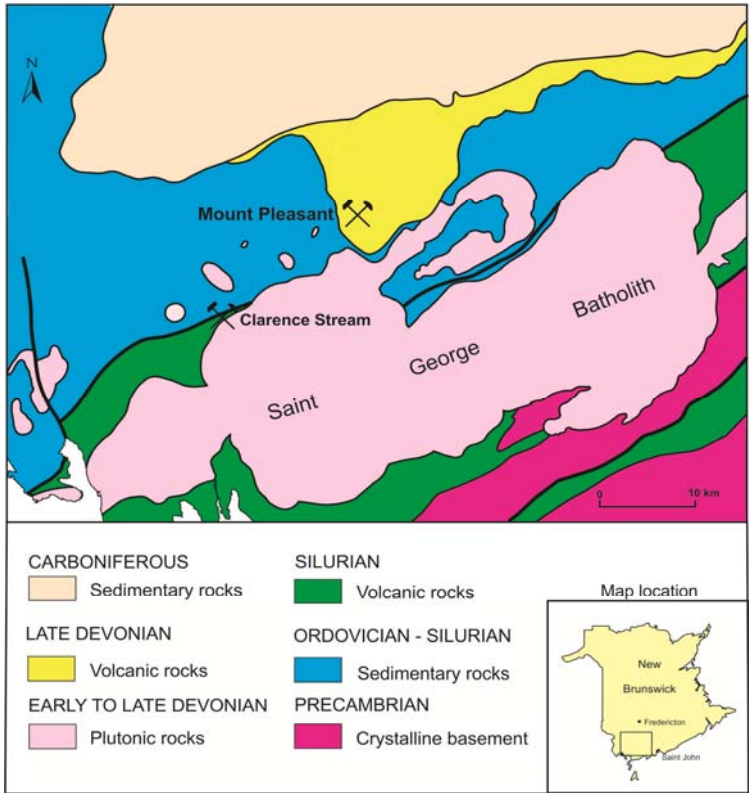 N
Mount Pleasant
Clarence Stream
Saint
George
Batholith
0 10 km
CARBONIFEROUS
Sedimentary rocks
LATE DEVONIAN
Volcanic rocks
EARLY TO LATE DEVONIAN
Plutonic rocks
SILURIAN
Volcanic rocks
ORDOVICIAN - SILURIAN
Sedimentary rocks
PRECAMBRIAN
Crystalline basement
Map location
New
Brunswick
Fredericton
Saint John